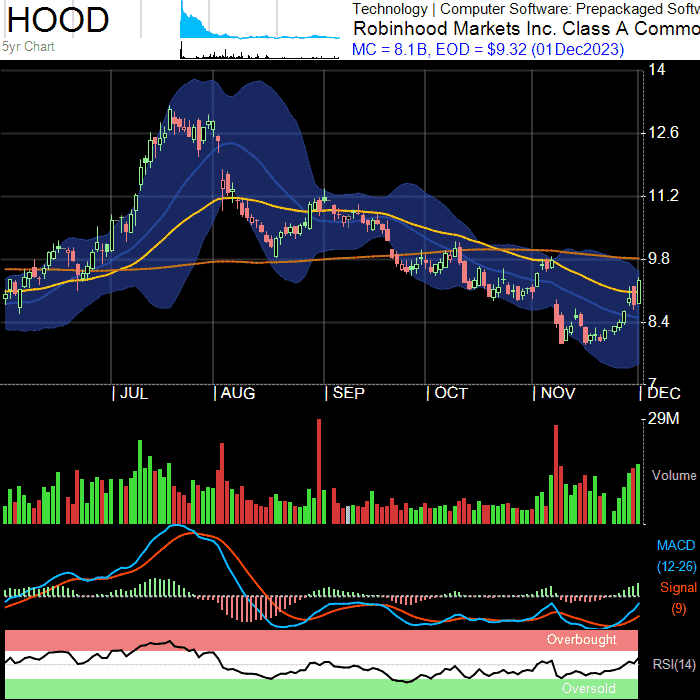 HOOD
5yr Chart
Technology | Computer Software: Prepackaged Softw
Robinhood Markets Inc. Class A Commo
MC = 8.1B, EOD = $9.32 (01Dec2023)
14
12.6
11.2
9.8
8.4
7
| JUL | AUG | SEP | OCT | NOV | DEC
29M
Volume
MACD
(12-26)
Signal
(9)
Overbought
RSI(14)
Oversold